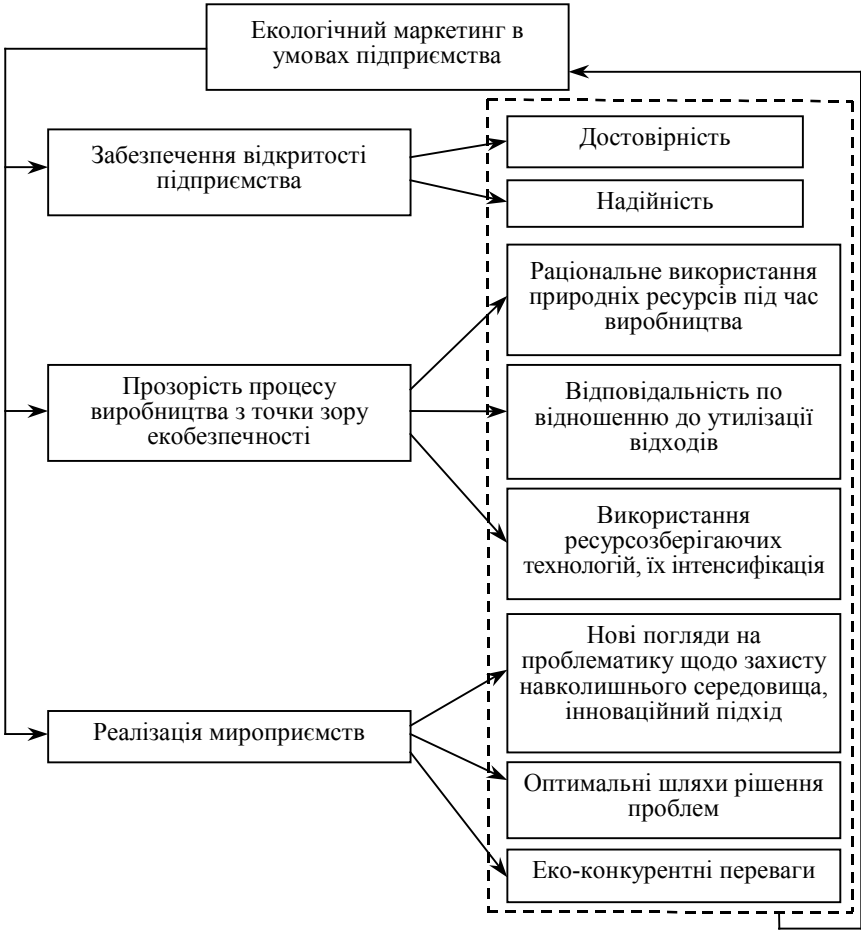 Екологічний маркетинг в
умовах підприємства
Забезпечення відкритості
підприємства
Достовірність
Надійність
Прозорість процесу
виробництва з точки зору
екобезпечності
Раціональне використання
природніх ресурсів під час
виробництва
Відповідальність по
відношенню до утилізації
відходів
Використання
ресурсозберігаючих
технологій, їх інтенсифікація
Реалізація мироприємств
Нові погляди на
проблематику щодо захисту
навколишнього середовища,
інноваційний підхід
Оптимальні шляхи рішення
проблем
Еко-конкурентні переваги